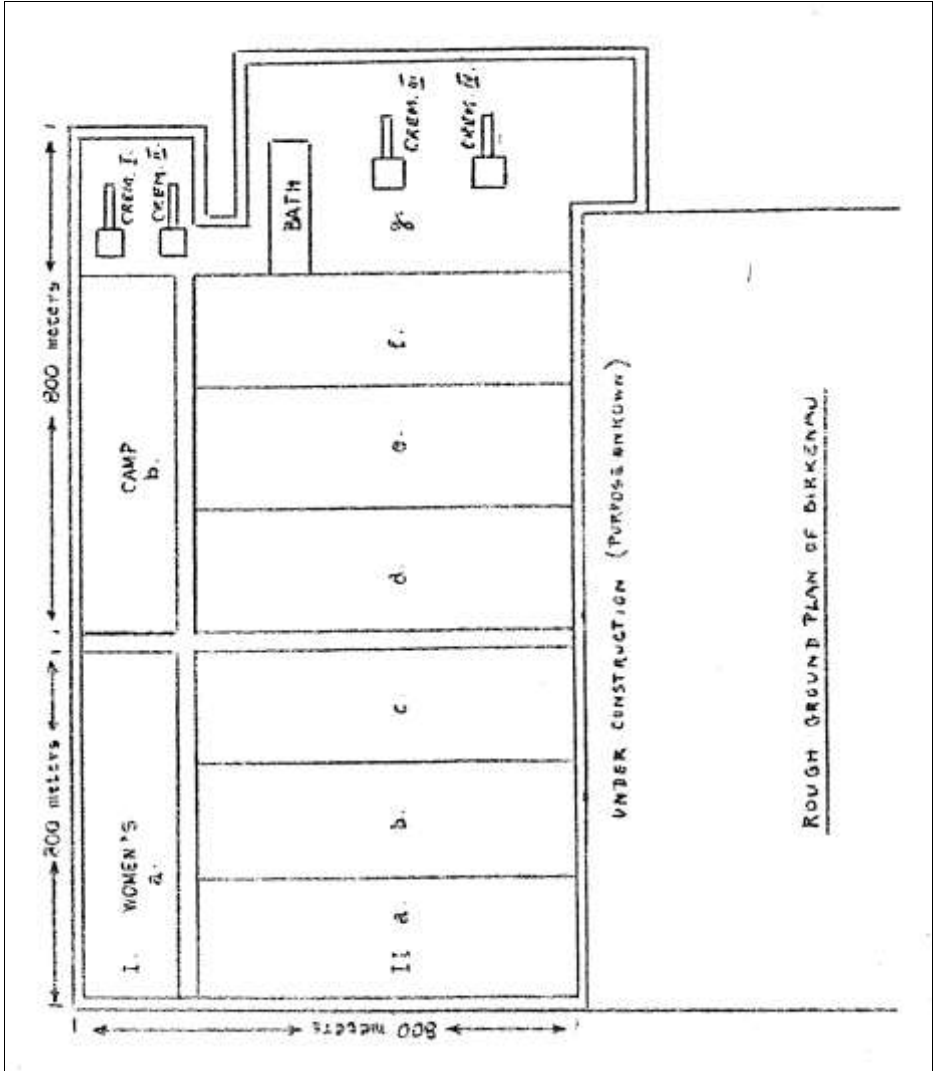 200 meters
800 meters
800 meters
I. WOMEN'S
a.
CAMP
b.
CREM. I.
CREM. II
II a.
b.
c
d.
e.
f.
g.
BATH
CREM. III
CREM. IV.
UNDER CONSTRUCTION (PURPOSE UNKOWN)
ROUGH GROUND PLAN OF BIRKENAU